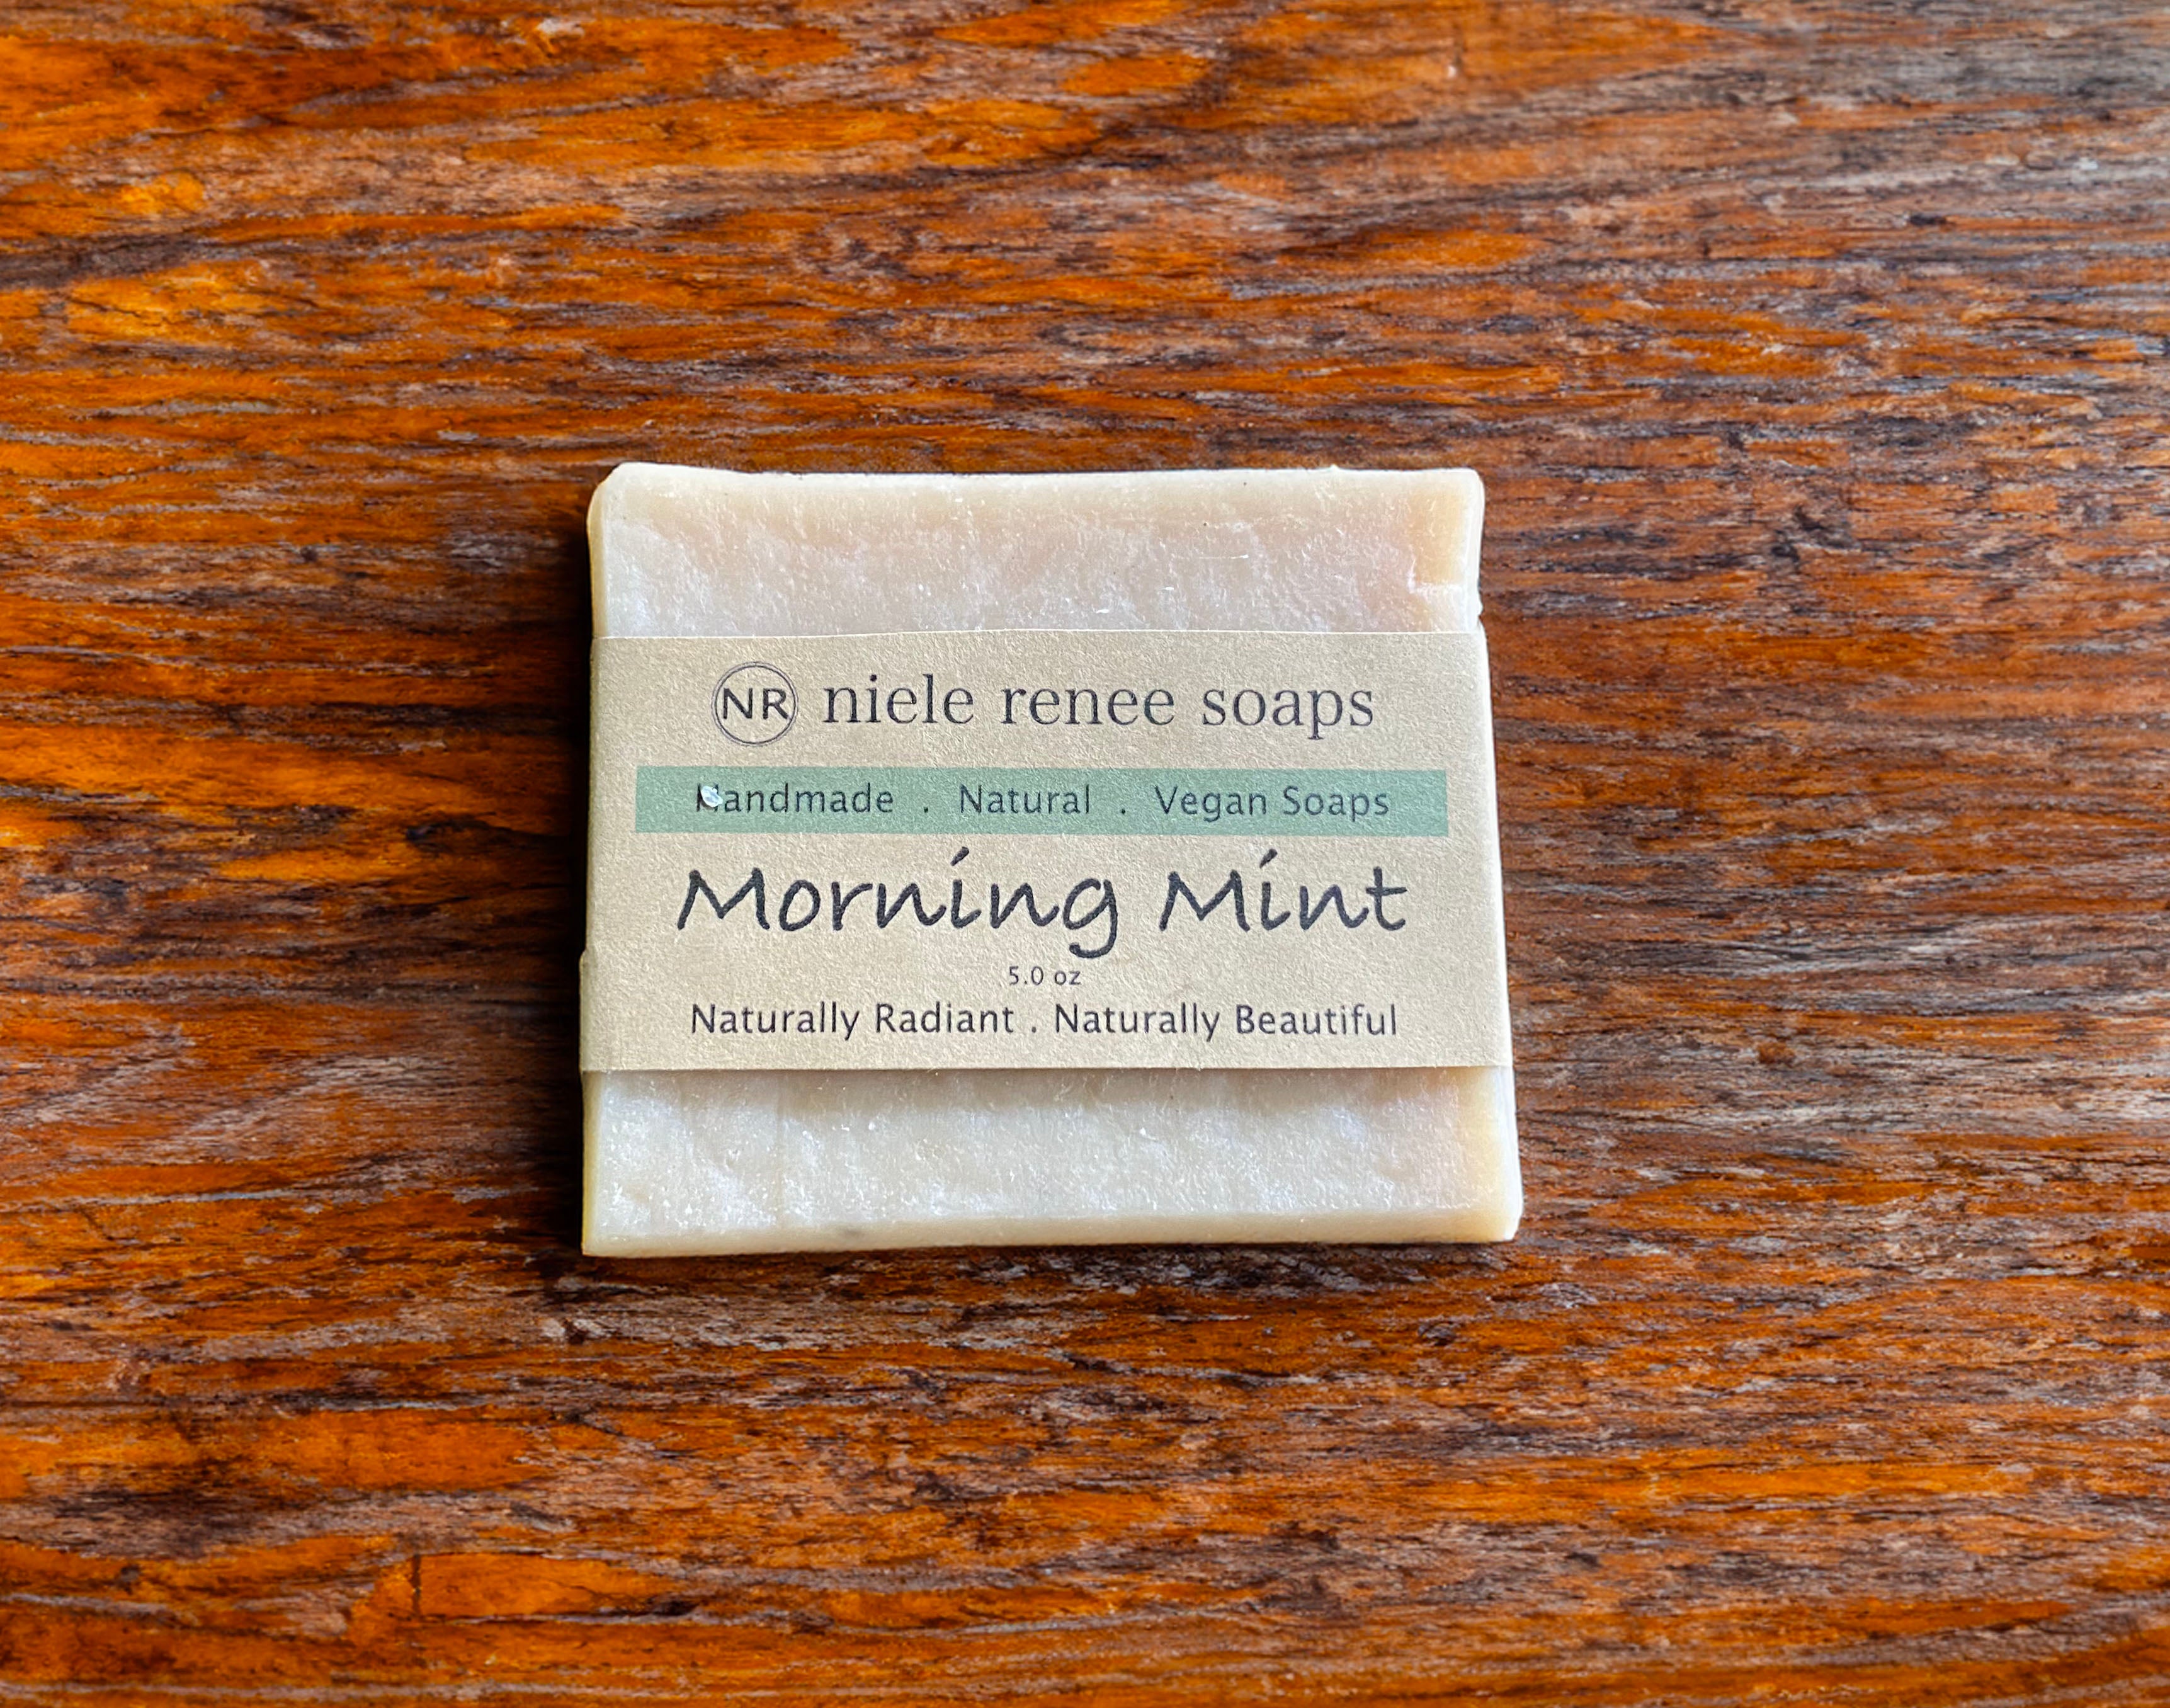 NR niele renee soaps
Handmade . Natural . Vegan Soaps
Morning Mint
5.0 oz
Naturally Radiant . Naturally Beautiful